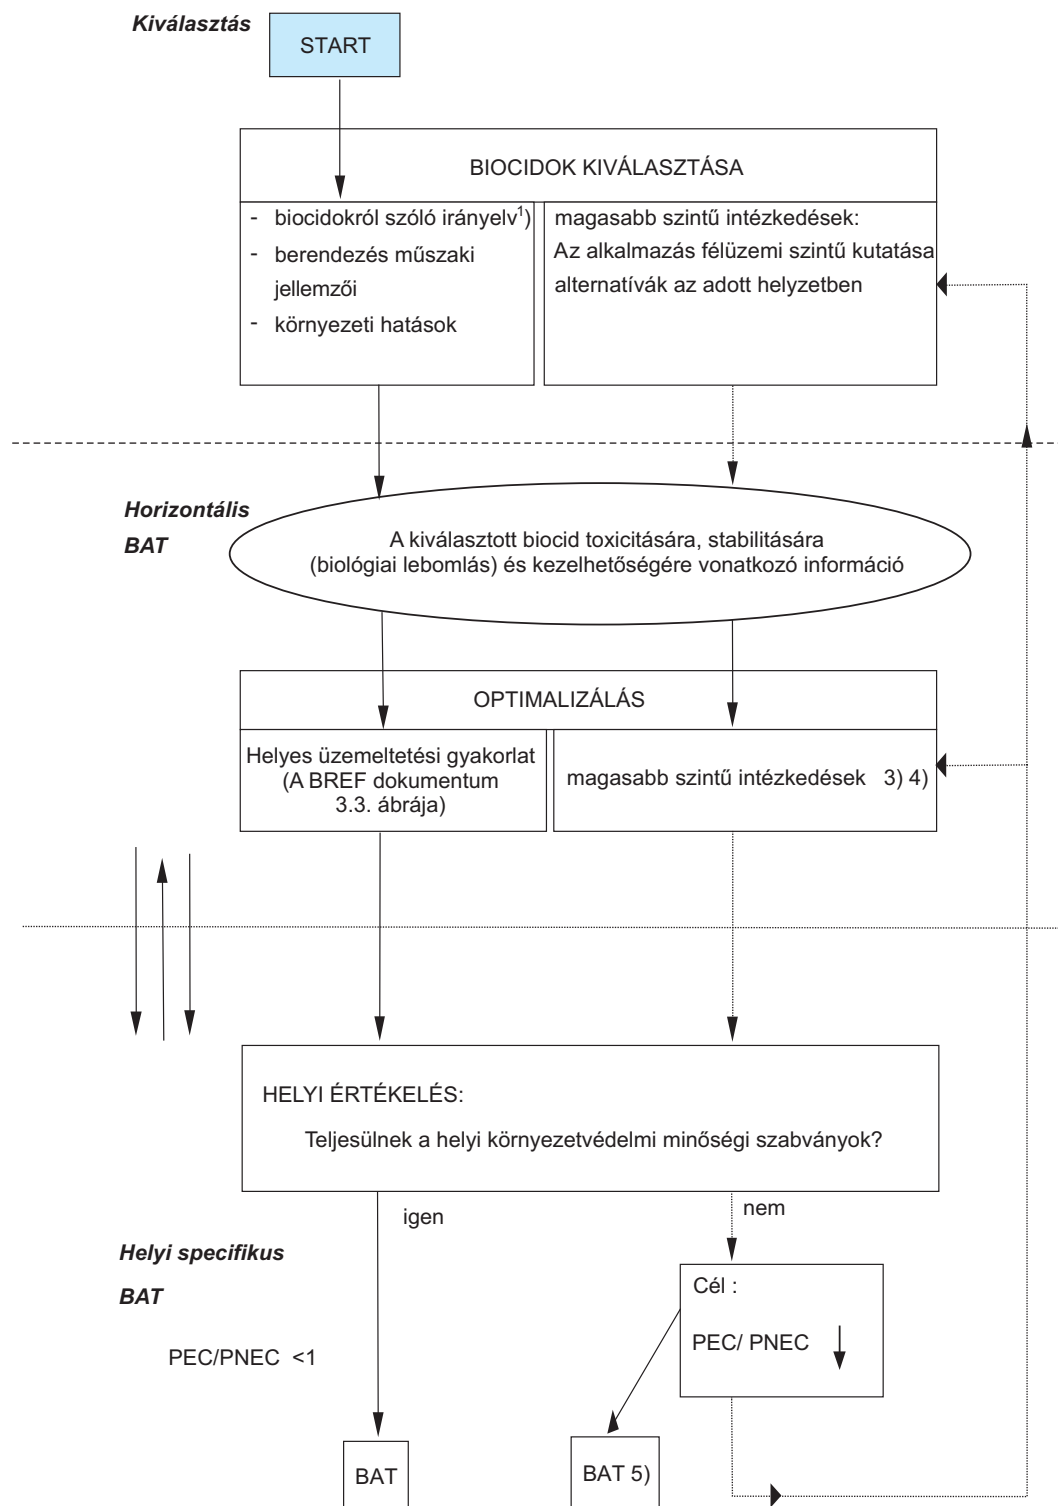 Kiválasztás
START
BIOCIDOK KIVÁLASZTÁSA
- biocidokról szóló irányelv¹)
- berendezés műszaki
jellemzői
- környezeti hatások
magasabb szintű intézkedések:
Az alkalmazás félüzemi szintű kutatása
alternatívák az adott helyzetben
Horizontális
BAT
A kiválasztott biocid toxicitására, stabilitására
(biológiai lebomlás) és kezelhetőségére vonatkozó információ
OPTIMALIZÁLÁS
Helyes üzemeltetési gyakorlat
(A BREF dokumentum
3.3. ábrája)
magasabb szintű intézkedések 3) 4)
HELYI ÉRTÉKELÉS:
Teljesülnek a helyi környezetvédelmi minőségi szabványok?
igen
nem
Helyi specifikus
BAT
Cél :
PEC/ PNEC
PEC/PNEC <1
BAT
BAT 5)